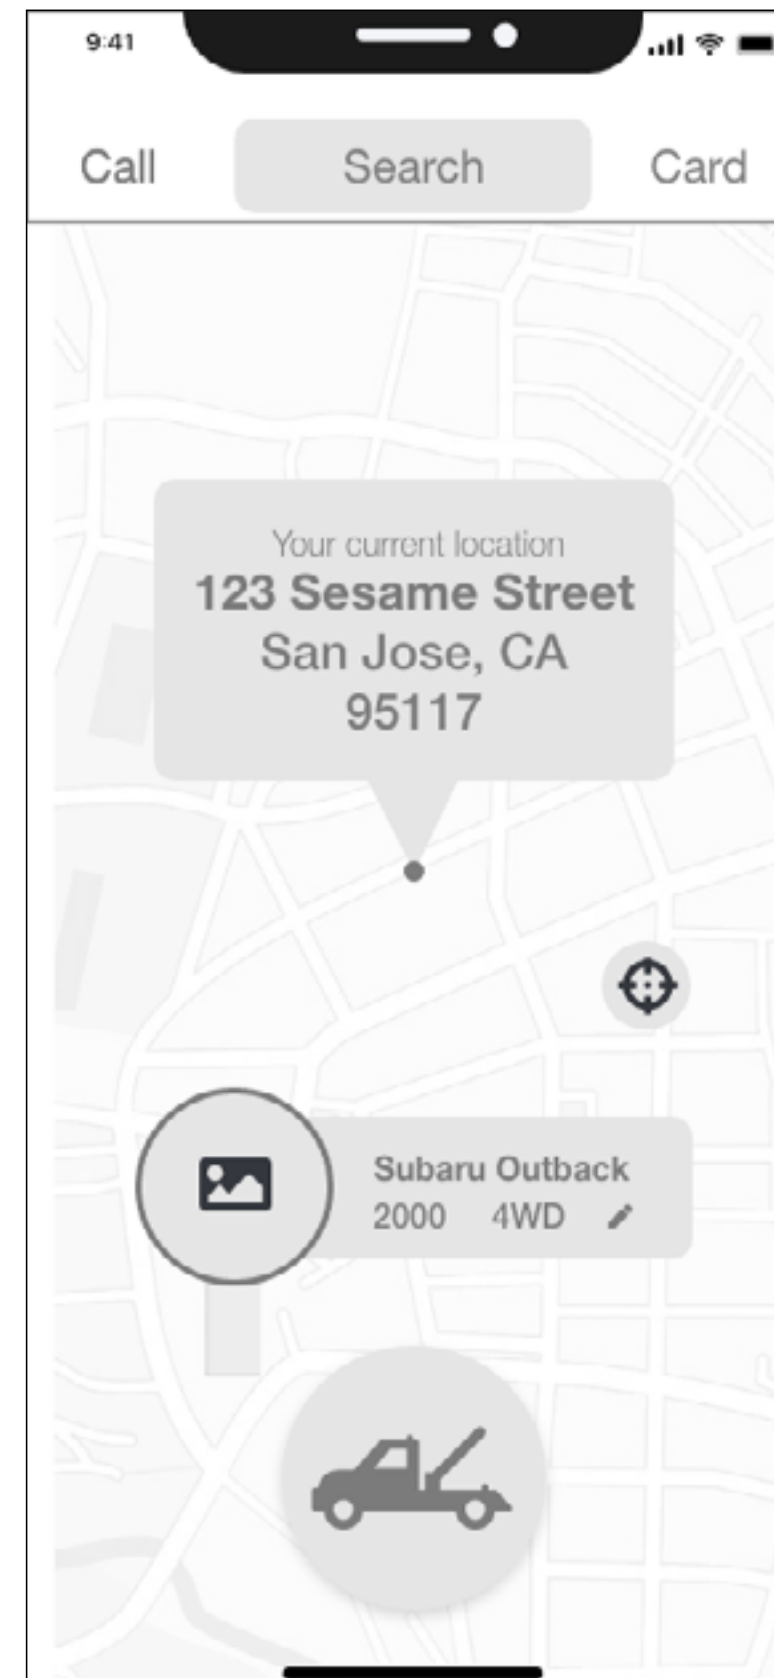 9:41
Call Search Card
Your current location
123 Sesame Street
San Jose, CA
95117
Subaru Outback
2000 4WD